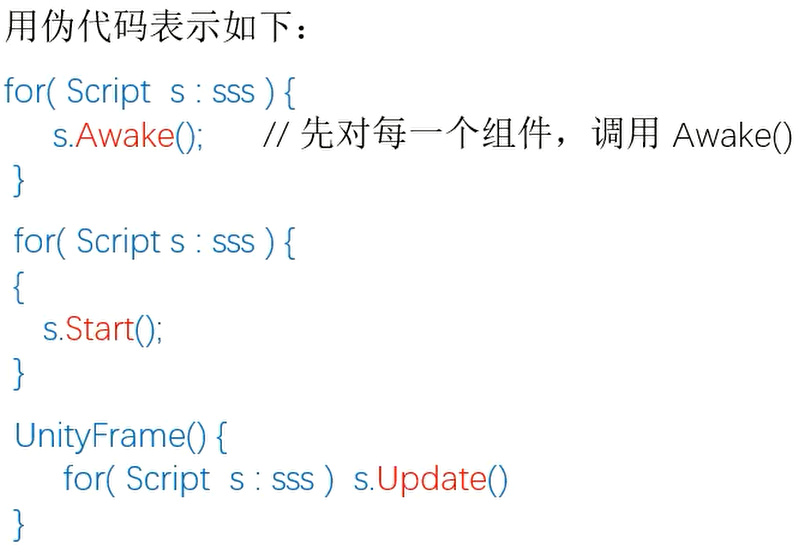 用伪代码表示如下：
for( Script s : sss ) {
s.Awake(); // 先对每一个组件，调用 Awake()
}
for( Script s : sss ) {
{
s.Start();
}
UnityFrame() {
for( Script s : sss ) s.Update()
}